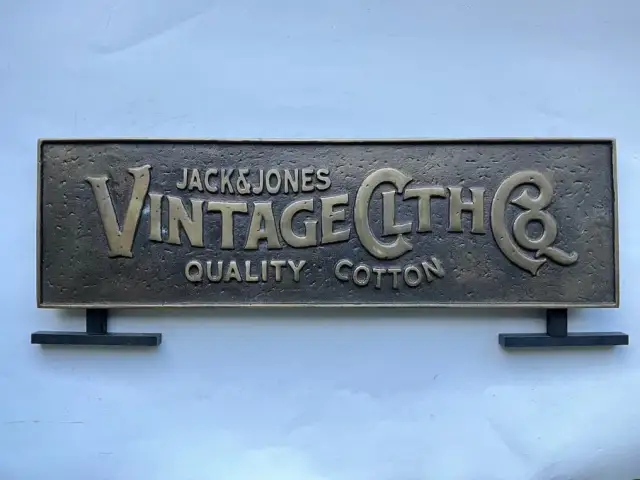 JACK&JONES
VINTAGE CLTH CO
QUALITY COTTON